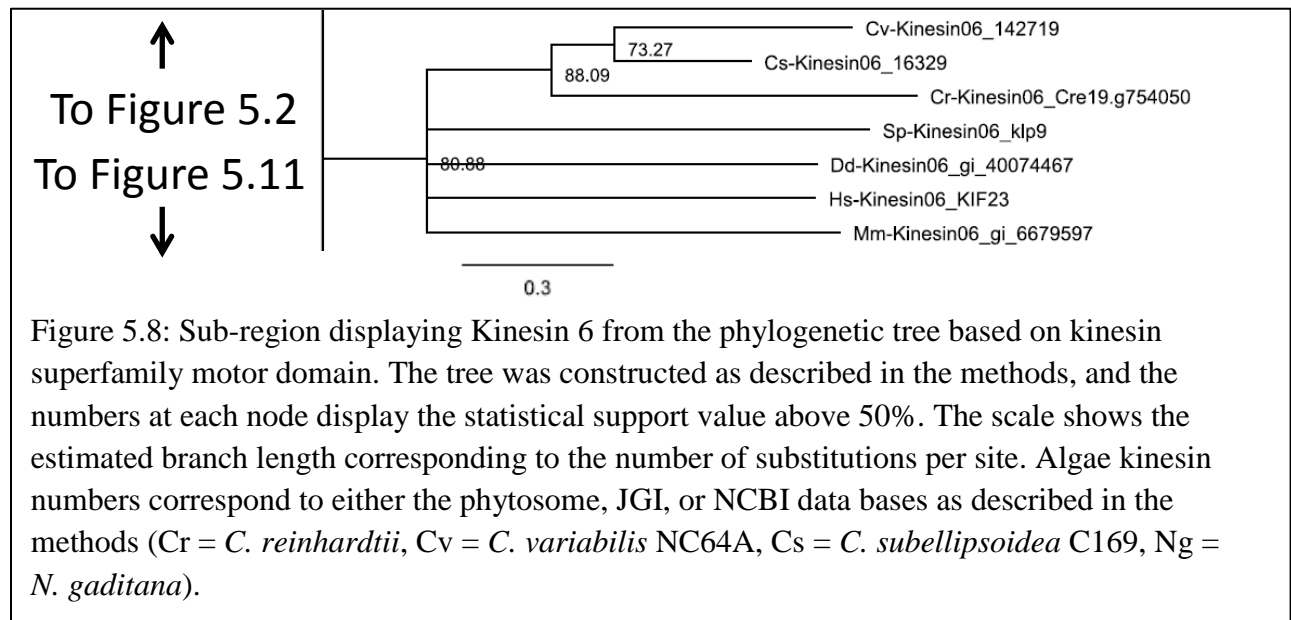 To Figure 5.2
To Figure 5.11
Cv-Kinesin06_142719
73.27
Cs-Kinesin06_16329
88.09
Cr-Kinesin06_Cre19.g754050
Sp-Kinesin06_klp9
80.88
Dd-Kinesin06_gi_40074467
Hs-Kinesin06_KIF23
Mm-Kinesin06_gi_6679597
0.3
Figure 5.8: Sub-region displaying Kinesin 6 from the phylogenetic tree based on kinesin
superfamily motor domain. The tree was constructed as described in the methods, and the
numbers at each node display the statistical support value above 50%. The scale shows the
estimated branch length corresponding to the number of substitutions per site. Algae kinesin
numbers correspond to either the phytosome, JGI, or NCBI data bases as described in the
methods (Cr = C. reinhardtii, Cv = C. variabilis NC64A, Cs = C. subellipsoidea C169, Ng =
N. gaditana).